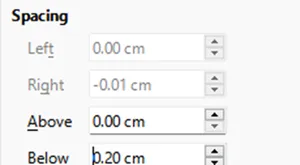 Spacing
Left 0.00 cm
Right -0.01 cm
Above 0.00 cm
Below 0.20 cm